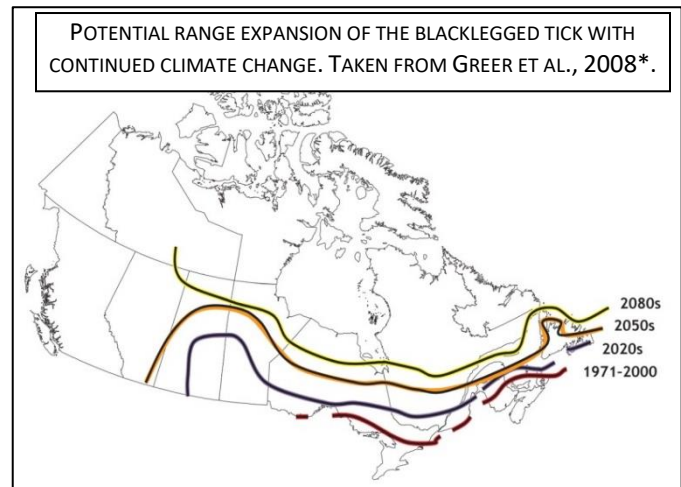 POTENTIAL RANGE EXPANSION OF THE BLACKLEGGED TICK WITH
CONTINUED CLIMATE CHANGE. TAKEN FROM GREER ET AL., 2008*.
2080s
2050s
2020s
1971-2000